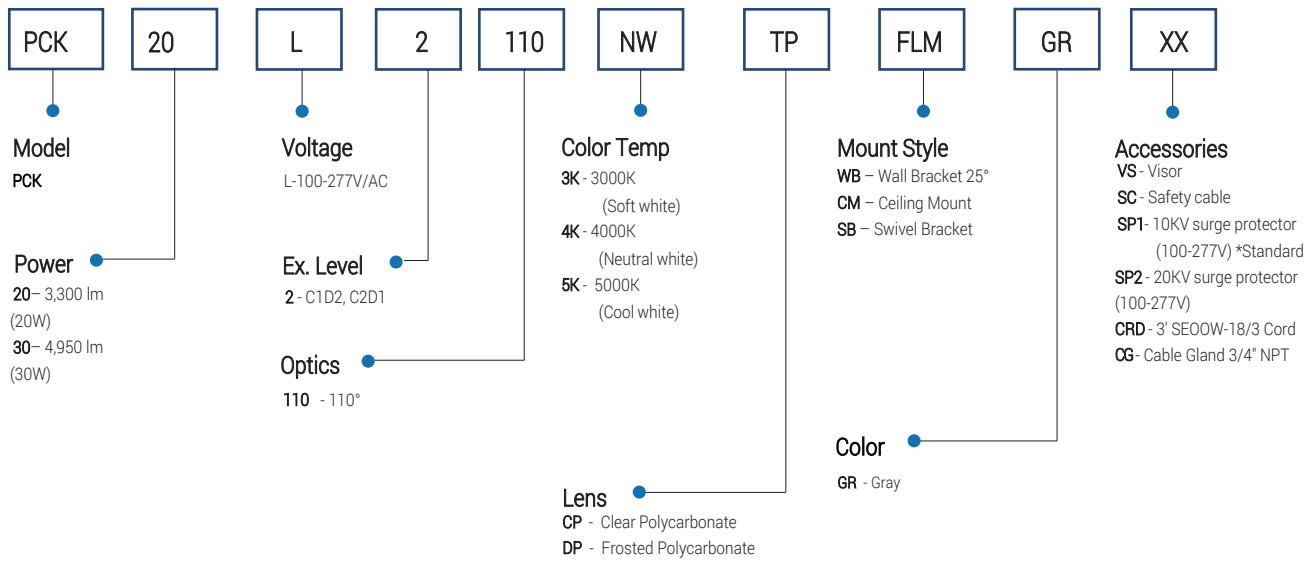 PCK 20 L 2 110 NW TP FLM GR XX
Model
PCK
Power
20– 3,300 lm
(20W)
30– 4,950 lm
(30W)
Voltage
L-100-277V/AC
Ex. Level
2 - C1D2, C2D1
Optics
110 - 110°
Color Temp
3K - 3000K
(Soft white)
4K - 4000K
(Neutral white)
5K - 5000K
(Cool white)
Lens
CP - Clear Polycarbonate
DP - Frosted Polycarbonate
Mount Style
WB – Wall Bracket 25°
CM – Ceiling Mount
SB – Swivel Bracket
Color
GR - Gray
Accessories
VS - Visor
SC - Safety cable
SP1- 10KV surge protector
(100-277V) *Standard
SP2 - 20KV surge protector
(100-277V)
CRD - 3' SEOOW-18/3 Cord
CG- Cable Gland 3/4" NPT